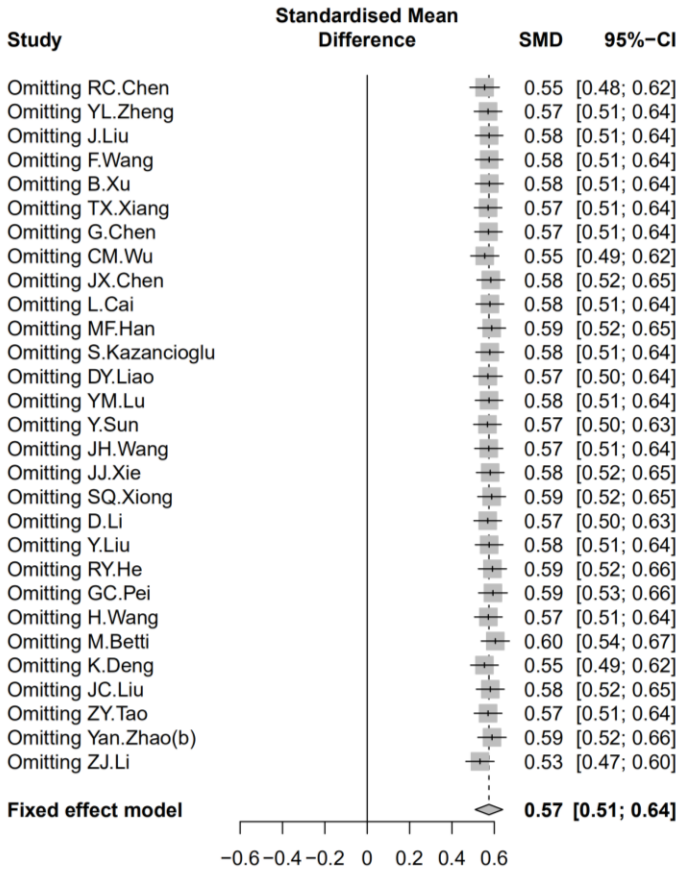 Standardised Mean
Study Difference SMD 95%−CI
Omitting RC.Chen 0.55 [0.48; 0.62]
Omitting YL.Zheng 0.57 [0.51; 0.64]
Omitting J.Liu 0.58 [0.51; 0.64]
Omitting F.Wang 0.58 [0.51; 0.64]
Omitting B.Xu 0.58 [0.51; 0.64]
Omitting TX.Xiang 0.57 [0.51; 0.64]
Omitting G.Chen 0.57 [0.51; 0.64]
Omitting CM.Wu 0.55 [0.49; 0.62]
Omitting JX.Chen 0.58 [0.52; 0.65]
Omitting L.Cai 0.58 [0.51; 0.64]
Omitting MF.Han 0.59 [0.52; 0.65]
Omitting S.Kazancioglu 0.58 [0.51; 0.64]
Omitting DY.Liao 0.57 [0.50; 0.64]
Omitting YM.Lu 0.58 [0.51; 0.64]
Omitting Y.Sun 0.57 [0.50; 0.63]
Omitting JH.Wang 0.57 [0.51; 0.64]
Omitting JJ.Xie 0.58 [0.52; 0.65]
Omitting SQ.Xiong 0.59 [0.52; 0.65]
Omitting D.Li 0.57 [0.50; 0.63]
Omitting Y.Liu 0.58 [0.51; 0.64]
Omitting RY.He 0.59 [0.52; 0.66]
Omitting GC.Pei 0.59 [0.53; 0.66]
Omitting H.Wang 0.57 [0.51; 0.64]
Omitting M.Betti 0.60 [0.54; 0.67]
Omitting K.Deng 0.55 [0.49; 0.62]
Omitting JC.Liu 0.58 [0.52; 0.65]
Omitting ZY.Tao 0.57 [0.51; 0.64]
Omitting Yan.Zhao(b) 0.59 [0.52; 0.66]
Omitting ZJ.Li 0.53 [0.47; 0.60]
Fixed effect model 0.57 [0.51; 0.64]
−0.6 −0.4 −0.2 0 0.2 0.4 0.6